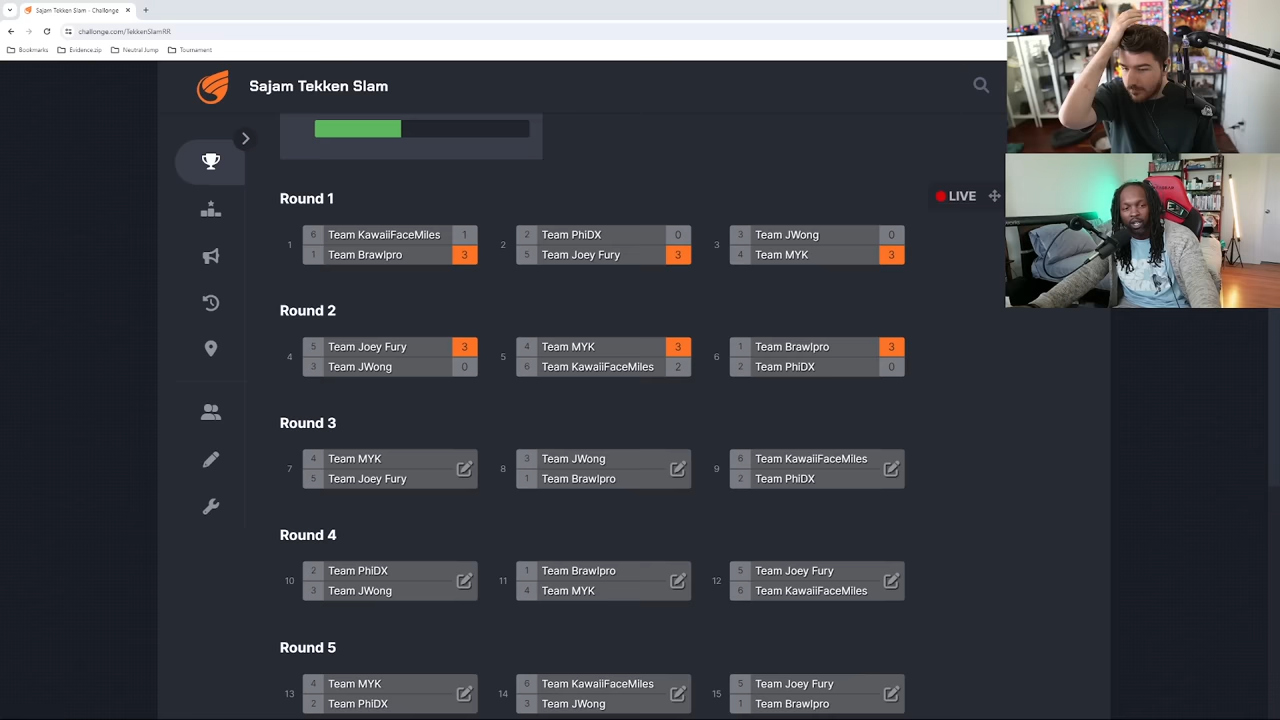 Sajam Tekken Slam - Challonge
challonge.com/TekkenSlamRR
Bookmarks Evidence.zip Neutral Jump Tournament
Sajam Tekken Slam
LIVE
Round 1
1 6 Team KawaiiFaceMiles 1
1 Team Brawlpro 3
2 2 Team PhiDX 0
5 Team Joey Fury 3
3 3 Team JWong 0
4 Team MYK 3
Round 2
4 5 Team Joey Fury 3
3 Team JWong 0
5 4 Team MYK 3
6 Team KawaiiFaceMiles 2
6 1 Team Brawlpro 3
2 Team PhiDX 0
Round 3
7 4 Team MYK
5 Team Joey Fury
8 3 Team JWong
1 Team Brawlpro
9 6 Team KawaiiFaceMiles
2 Team PhiDX
Round 4
10 2 Team PhiDX
3 Team JWong
11 1 Team Brawlpro
4 Team MYK
12 5 Team Joey Fury
6 Team KawaiiFaceMiles
Round 5
13 4 Team MYK
2 Team PhiDX
14 6 Team KawaiiFaceMiles
3 Team JWong
15 5 Team Joey Fury
1 Team Brawlpro